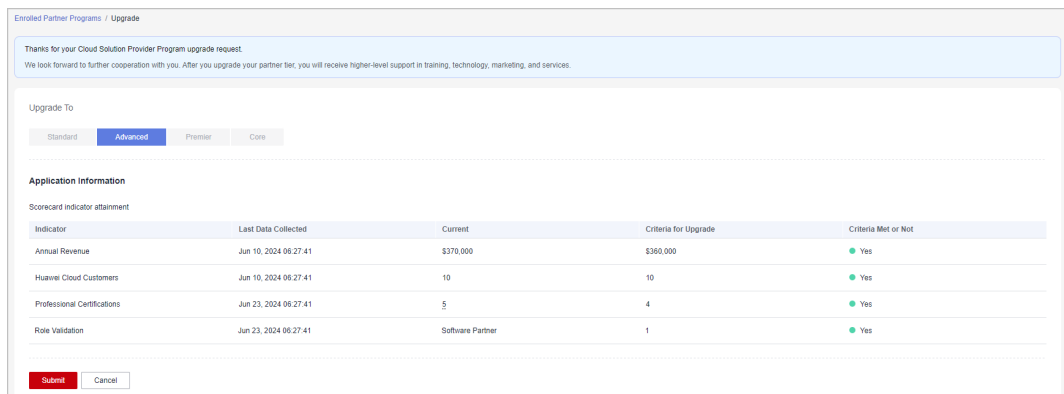 Enrolled Partner Programs / Upgrade
Thanks for your Cloud Solution Provider Program upgrade request.
We look forward to further cooperation with you. After you upgrade your partner tier, you will receive higher-level support in training, technology, marketing, and services.
Upgrade To
Standard Advanced Premier Core
Application Information
Scorecard indicator attainment
Indicator Last Data Collected Current Criteria for Upgrade Criteria Met or Not
Annual Revenue Jun 10, 2024 06:27:41 $370,000 $360,000 Yes
Huawei Cloud Customers Jun 10, 2024 06:27:41 10 10 Yes
Professional Certifications Jun 23, 2024 06:27:41 5 4 Yes
Role Validation Jun 23, 2024 06:27:41 Software Partner 1 Yes
Submit Cancel